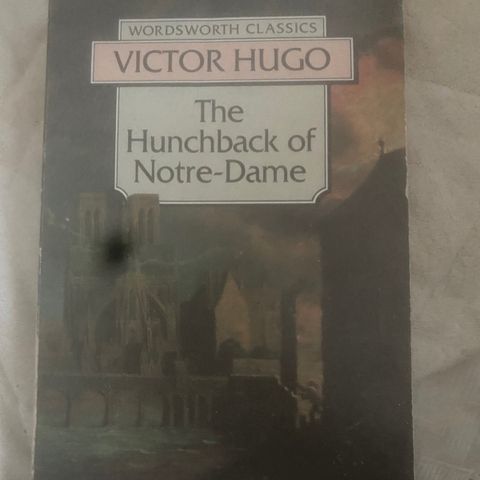 WORDSWORTH CLASSICS
VICTOR HUGO
The
Hunchback of
Notre-Dame